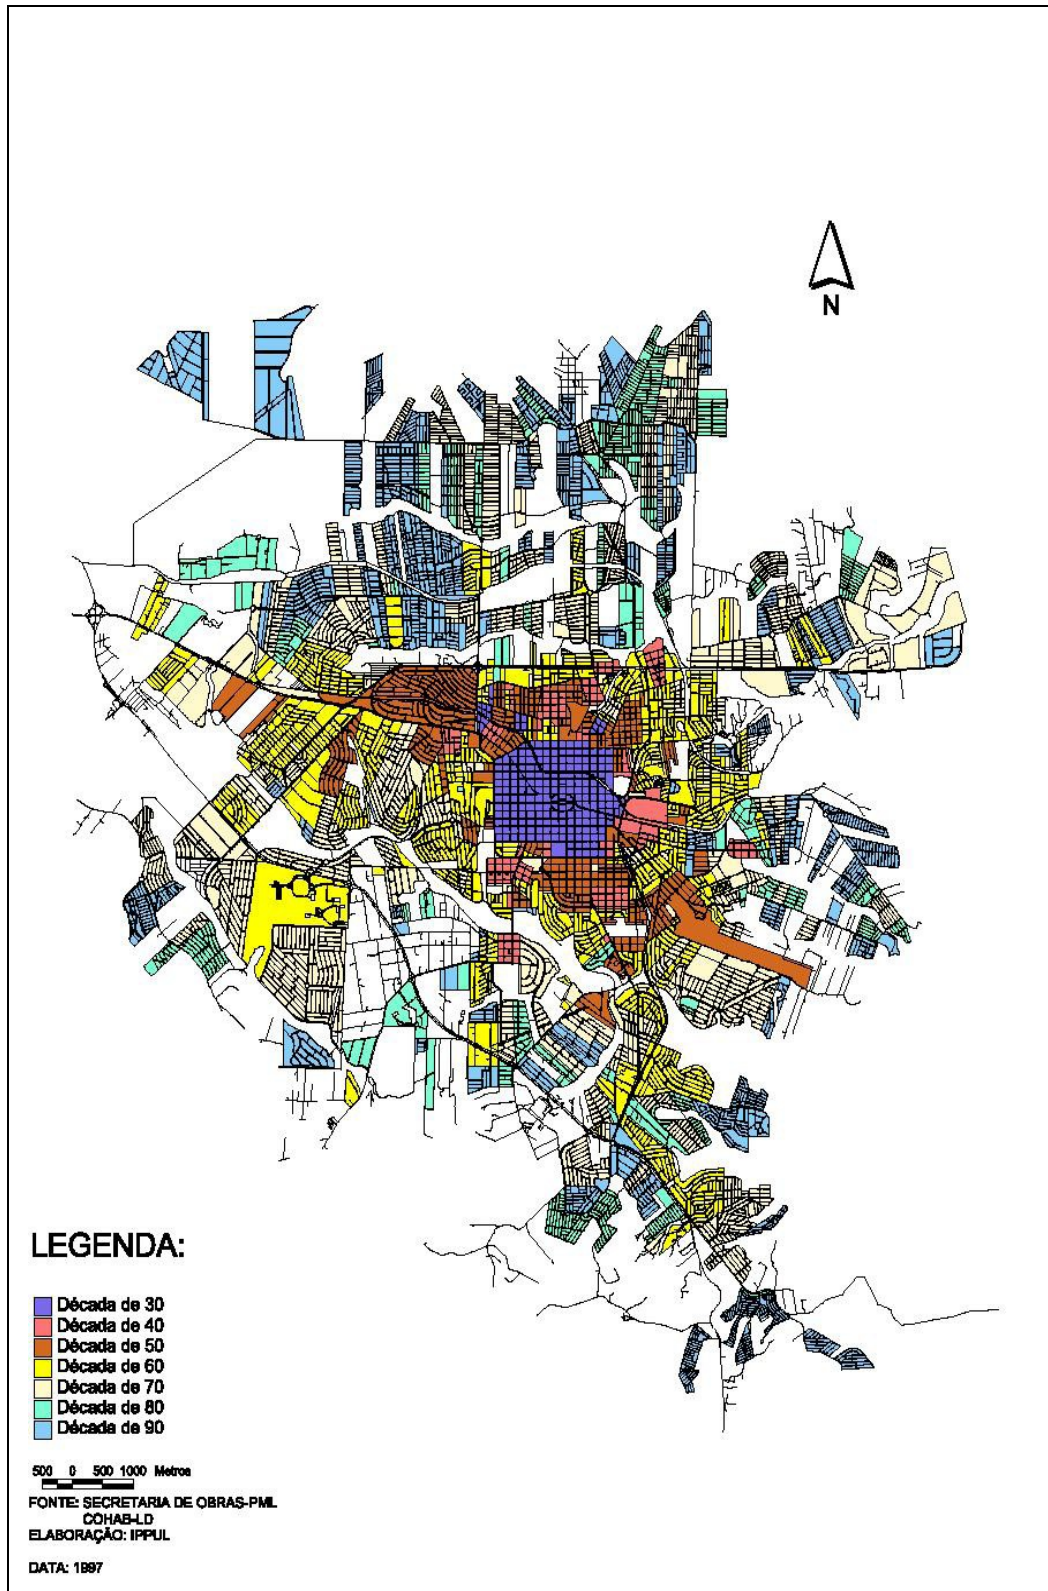 N
LEGENDA:
Década de 30
Década de 40
Década de 50
Década de 60
Década de 70
Década de 80
Década de 90
500 0 500 1000 Metros
FONTE: SECRETARIA DE OBRAS-PML
COHAB-LD
ELABORAÇÃO: IPPUL
DATA: 1997